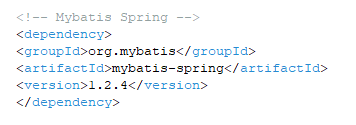 <!-- Mybatis Spring -->
<dependency>
<groupId>org.mybatis</groupId>
<artifactId>mybatis-spring</artifactId>
<version>1.2.4</version>
</dependency>